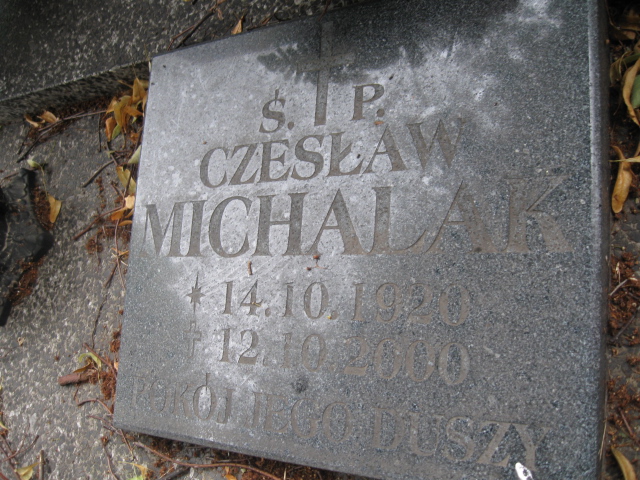 Ś. P.
CZESŁAW
MICHALAK
* 14.10.1920
† 12.10.2000
POKÓJ JEGO DUSZY